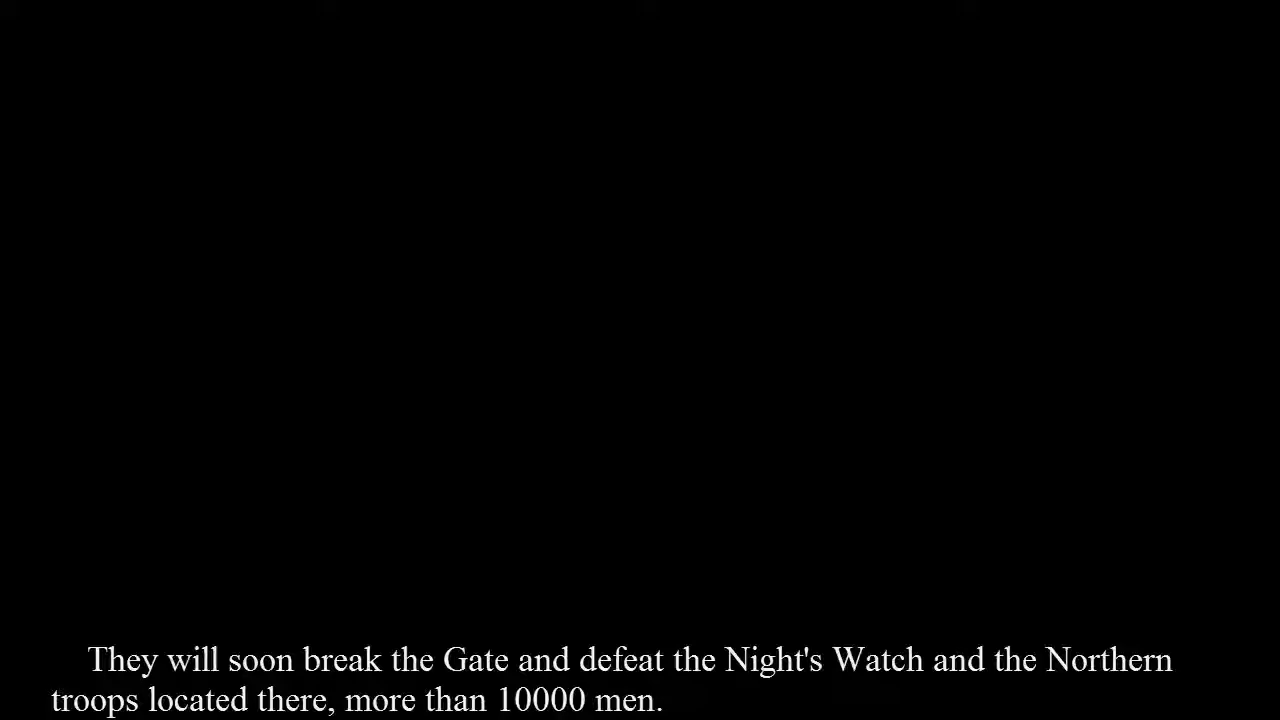 They will soon break the Gate and defeat the Night's Watch and the Northern
troops located there, more than 10000 men.